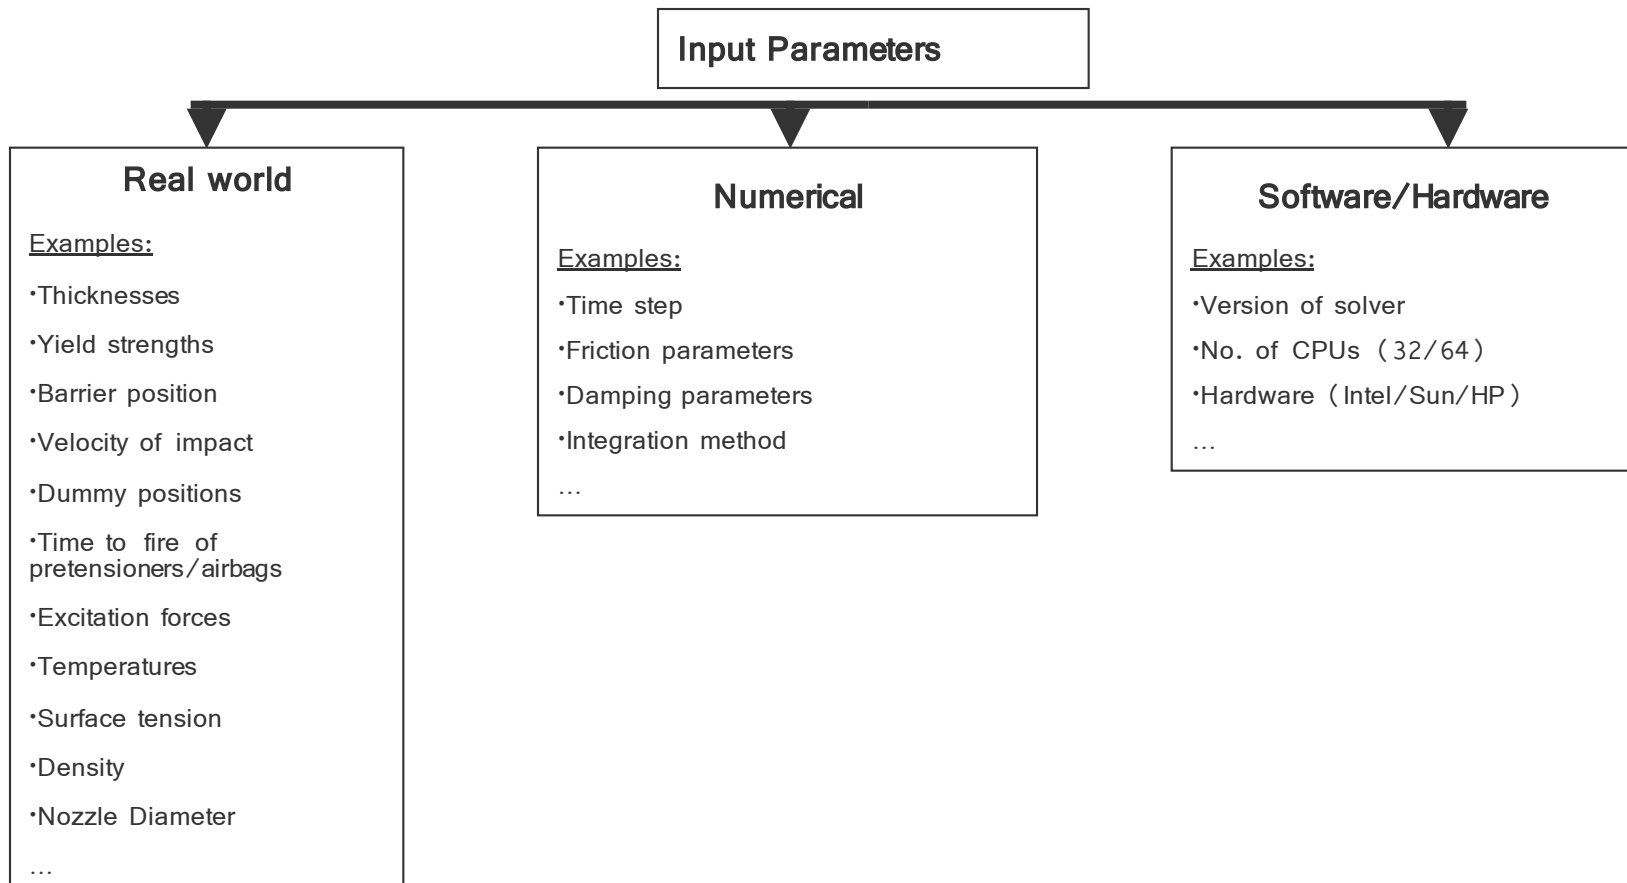 Input Parameters
Real world
Examples:
·Thicknesses
·Yield strengths
·Barrier position
·Velocity of impact
·Dummy positions
·Time to fire of
pretensioners/airbags
·Excitation forces
·Temperatures
·Surface tension
·Density
·Nozzle Diameter
...
Numerical
Examples:
·Time step
·Friction parameters
·Damping parameters
·Integration method
...
Software/Hardware
Examples:
·Version of solver
·No. of CPUs (32/64)
·Hardware (Intel/Sun/HP)
...